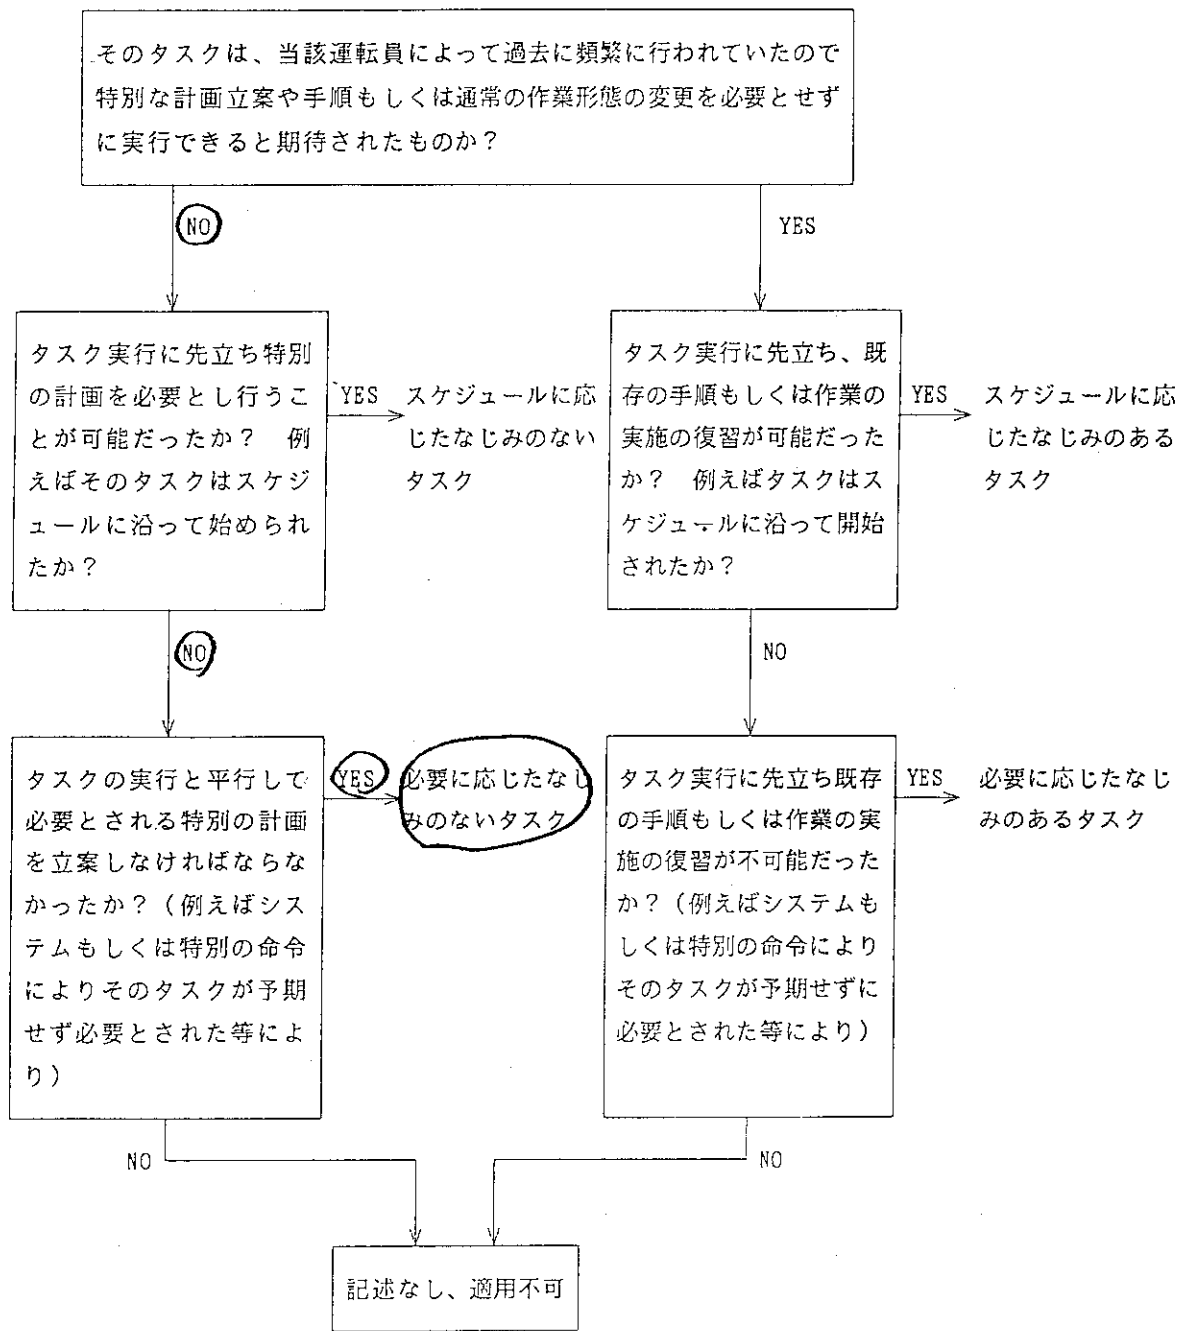 そのタスクは、当該運転員によって過去に頻繁に行われていたので
特別な計画立案や手順もしくは通常の作業形態の変更を必要とせず
に実行できると期待されたものか?
NO
YES
タスク実行に先立ち特別
の計画を必要とし行うこ
とが可能だったか? 例
えばそのタスクはスケジ
ュールに沿って始められ
たか?
YES
スケジュールに応
じたなじみのない
タスク
タスク実行に先立ち、既
存の手順もしくは作業の
実施の復習が可能だった
か? 例えばタスクはス
ケジュールに沿って開始
されたか?
YES
スケジュールに応
じたなじみのある
タスク
NO
NO
タスクの実行と平行して
必要とされる特別の計画
を立案しなければならな
かったか?(例えばシス
テムもしくは特別の命令
によりそのタスクが予期
せず必要とされた等によ
り)
YES
必要に応じたなじ
みのないタスク
タスク実行に先立ち既存
の手順もしくは作業の実
施の復習が不可能だった
か?(例えばシステムも
しくは特別の命令により
そのタスクが予期せずに
必要とされた等により)
YES
必要に応じたなじ
みのあるタスク
NO
NO
記述なし、適用不可